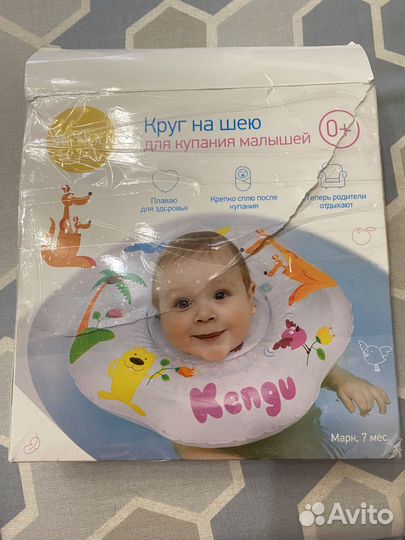 Круг на шею
для купания малышей
0+
Плаваю
для здоровья
Крепко сплю после
купания
Теперь родители
отдыхают
Kengu
Марк, 7 мес.
Avito